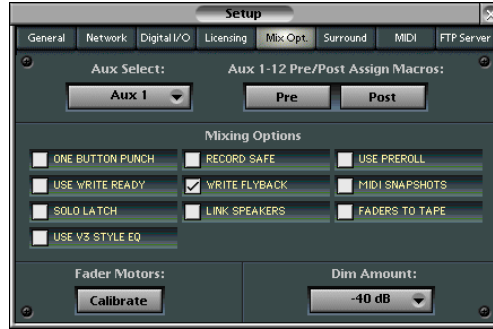 Setup
General Network Digital I/O Licensing Mix Opt. Surround MIDI FTP Server
Aux Select: Aux 1-12 Pre/Post Assign Macros:
Aux 1 Pre Post
Mixing Options
ONE BUTTON PUNCH RECORD SAFE USE PREROLL
USE WRITE READY WRITE FLYBACK MIDI SNAPSHOTS
SOLO LATCH LINK SPEAKERS FADERS TO TAPE
USE V3 STYLE EQ
Fader Motors: Dim Amount:
Calibrate -40 dB